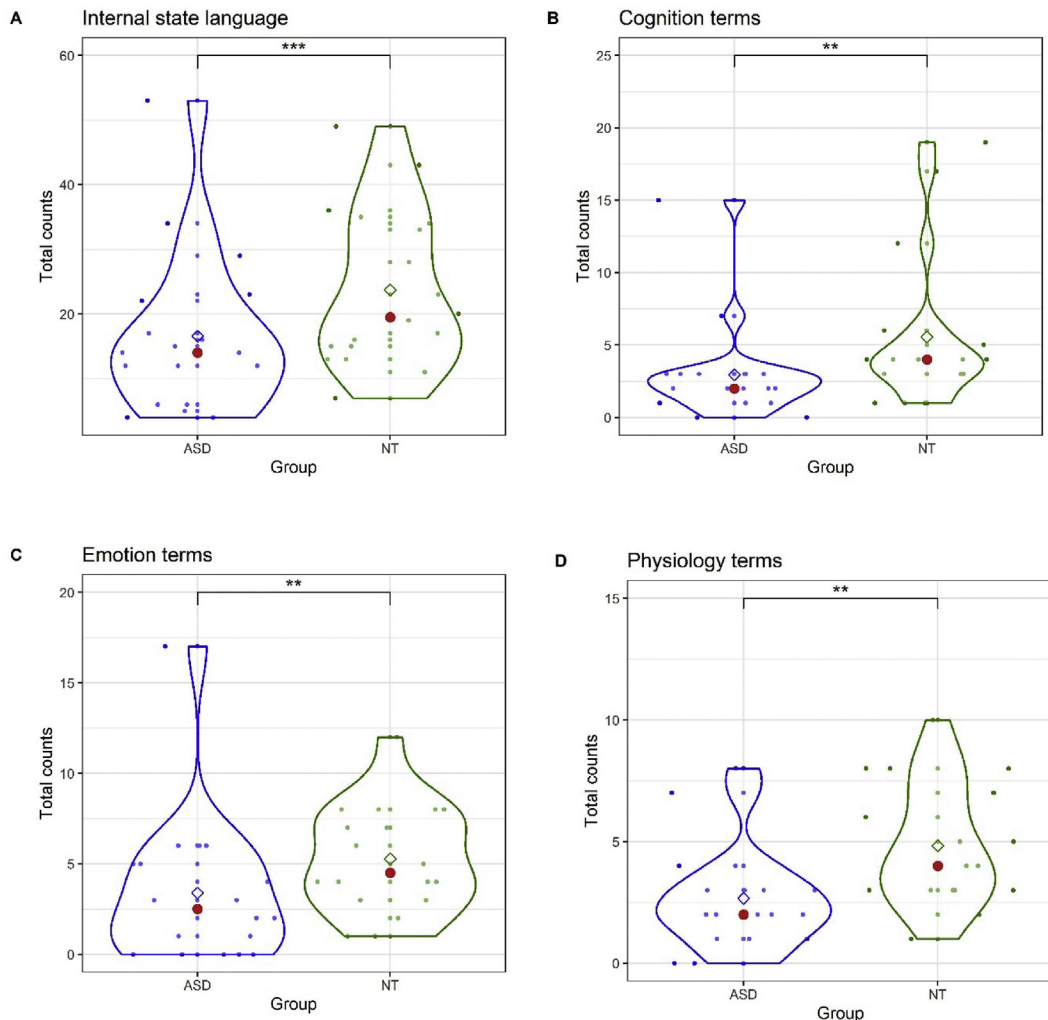 A
Internal state language
***
60
40
20
Total counts
ASD
NT
Group
B
Cognition terms
**
25
20
15
10
5
0
Total counts
ASD
NT
Group
C
Emotion terms
**
20
15
10
5
0
Total counts
ASD
NT
Group
D
Physiology terms
**
15
10
5
0
Total counts
ASD
NT
Group